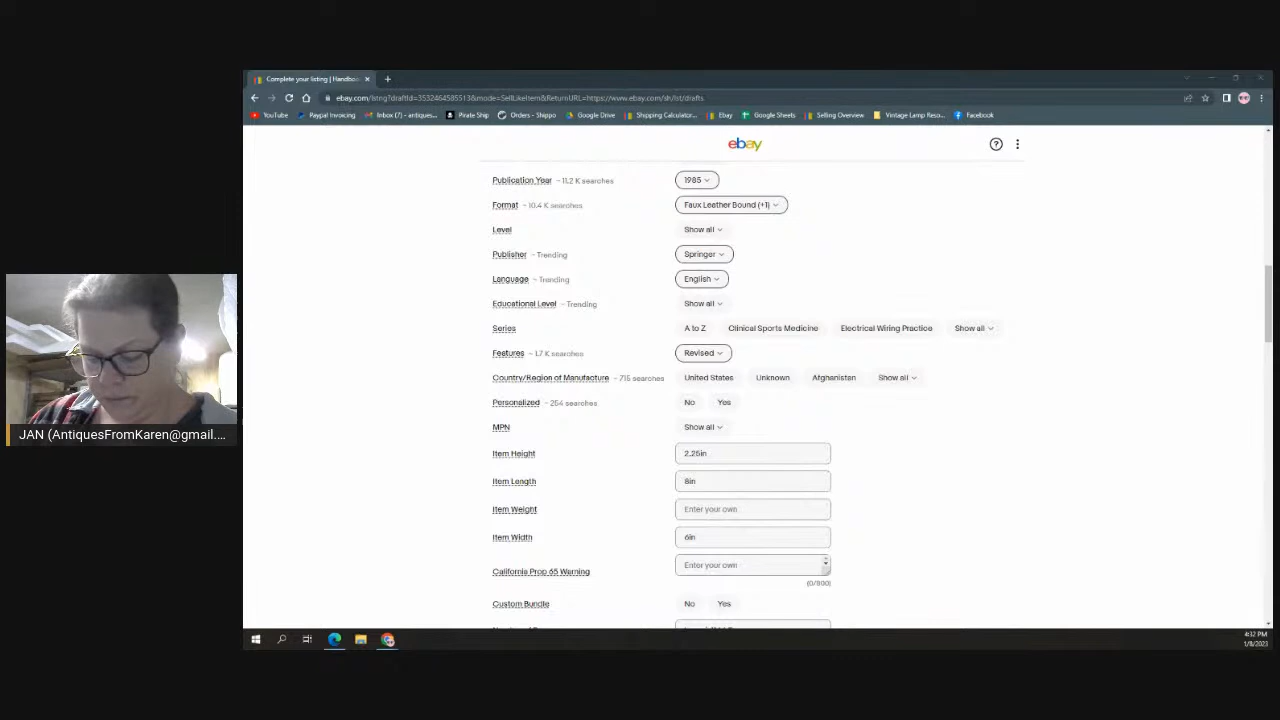 Complete your listing | Handboo
ebay.com/lstng?draftId=3532464585513&mode=SellLikeItem&ReturnURL=https://www.ebay.com/sh/lst/drafts
YouTube Paypal Invoicing Inbox (7) - antiques... Pirate Ship Orders - Shippo Google Drive Shipping Calculator... Ebay Google Sheets Selling Overview Vintage Lamp Reso... Facebook
ebay
Publication Year ~ 11.2 K searches 1985
Format ~ 10.4 K searches Faux Leather Bound (+1)
Level Show all
Publisher ~ Trending Springer
Language ~ Trending English
Educational Level ~ Trending Show all
Series A to Z Clinical Sports Medicine Electrical Wiring Practice Show all
Features ~ 1.7 K searches Revised
Country/Region of Manufacture ~ 715 searches United States Unknown Afghanistan Show all
Personalized ~ 254 searches No Yes
MPN Show all
Item Height 2.25in
Item Length 8in
Item Weight Enter your own
Item Width 6in
California Prop 65 Warning Enter your own
(0/800)
Custom Bundle No Yes
JAN (AntiquesFromKaren@gmail....
4:32 PM
1/8/2023